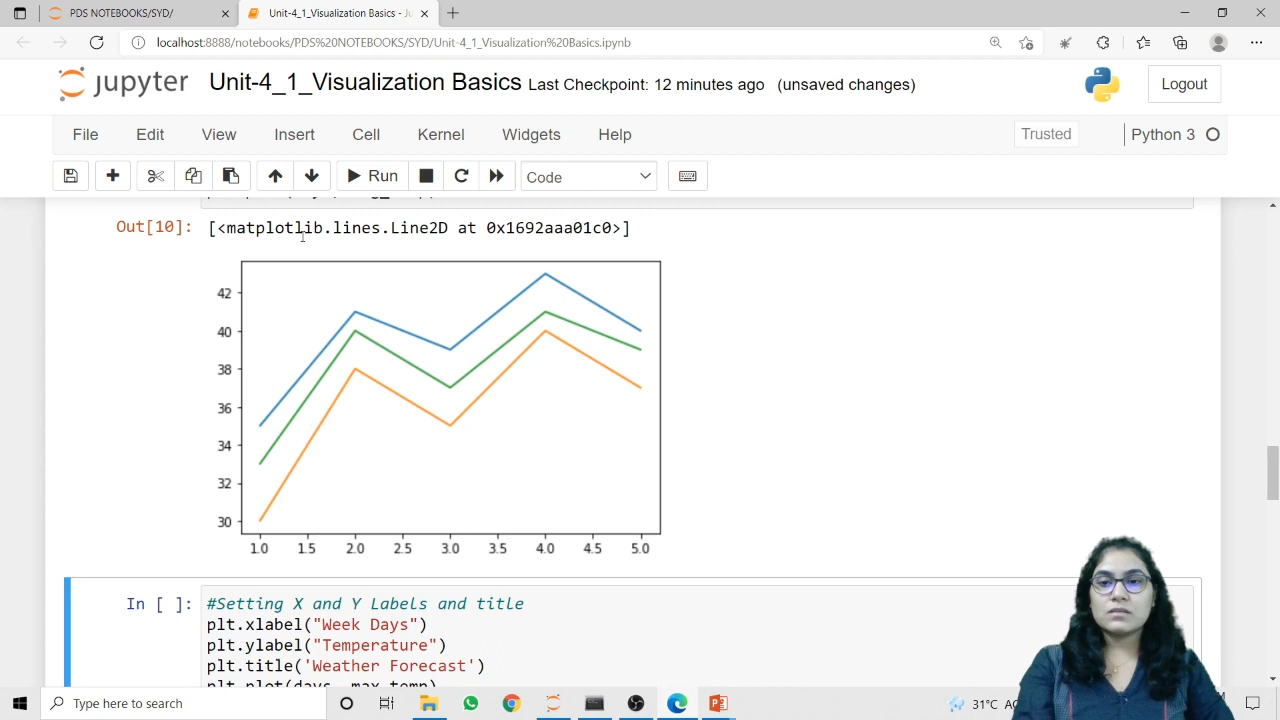 PDS NOTEBOOKS/SYD/
Unit-4_1_Visualization Basics - Ju
localhost:8888/notebooks/PDS%20NOTEBOOKS/SYD/Unit-4_1_Visualization%20Basics.ipynb
jupyter Unit-4_1_Visualization Basics Last Checkpoint: 12 minutes ago (unsaved changes)
Logout
File Edit View Insert Cell Kernel Widgets Help
Trusted
Python 3
Run
Code
Out[10]: [<matplotlib.lines.Line2D at 0x1692aaa01c0>]
42
40
38
36
34
32
30
1.0 1.5 2.0 2.5 3.0 3.5 4.0 4.5 5.0
In [ ]: #Setting X and Y Labels and title
plt.xlabel("Week Days")
plt.ylabel("Temperature")
plt.title('Weather Forecast')
plt.plot(days, max_temp)
Type here to search
31°C